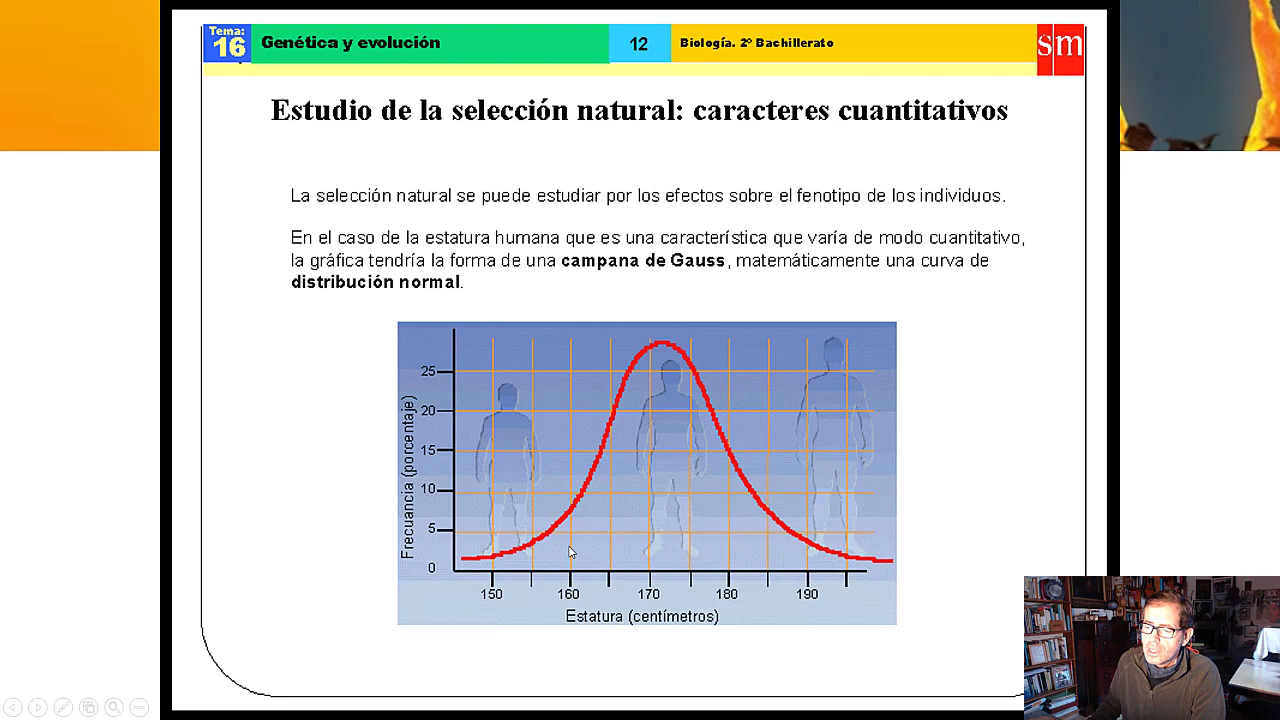 Tema:
16
Genética y evolución
12
Biología. 2º Bachillerato
sm
Estudio de la selección natural: caracteres cuantitativos
La selección natural se puede estudiar por los efectos sobre el fenotipo de los individuos.
En el caso de la estatura humana que es una característica que varía de modo cuantitativo,
la gráfica tendría la forma de una campana de Gauss, matemáticamente una curva de
distribución normal.
Frecuancia (porcentaje)
25
20
15
10
5
0
150 160 170 180 190
Estatura (centímetros)